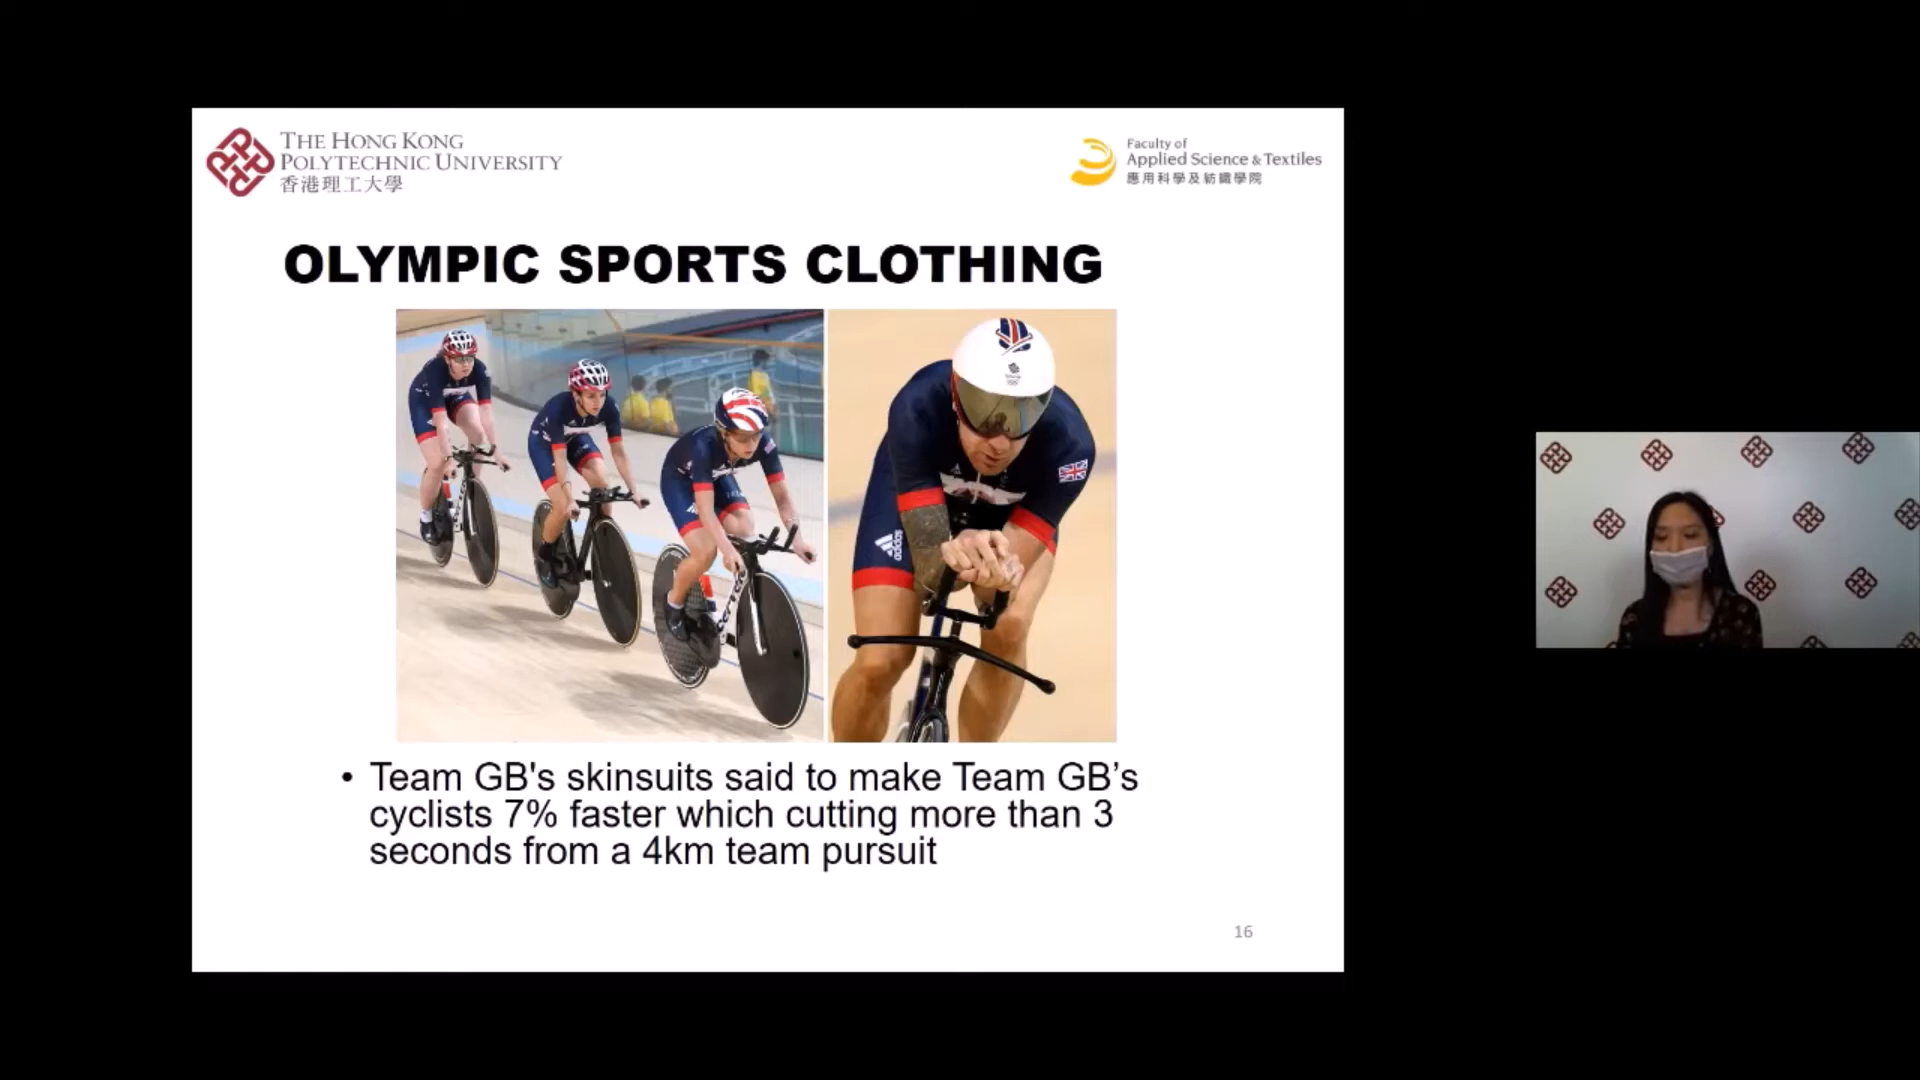 THE HONG KONG
POLYTECHNIC UNIVERSITY
香港理工大學
Faculty of
Applied Science & Textiles
應用科學及紡織學院
OLYMPIC SPORTS CLOTHING
adidas
• Team GB's skinsuits said to make Team GB’s
cyclists 7% faster which cutting more than 3
seconds from a 4km team pursuit
16